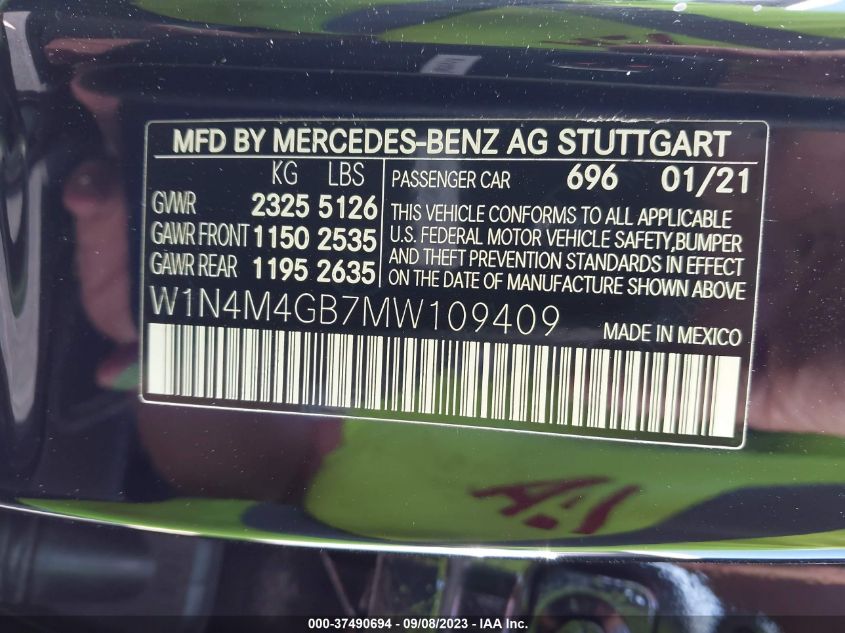 MFD BY MERCEDES-BENZ AG STUTTGART
KG LBS
GVWR 2325 5126
GAWR FRONT 1150 2535
GAWR REAR 1195 2635
PASSENGER CAR 696 01/21
THIS VEHICLE CONFORMS TO ALL APPLICABLE
U.S. FEDERAL MOTOR VEHICLE SAFETY,BUMPER
AND THEFT PREVENTION STANDARDS IN EFFECT
ON THE DATE OF MANUFACTURE SHOWN ABOVE
W1N4M4GB7MW109409
MADE IN MEXICO
000-37490694 - 09/08/2023 - IAA Inc.